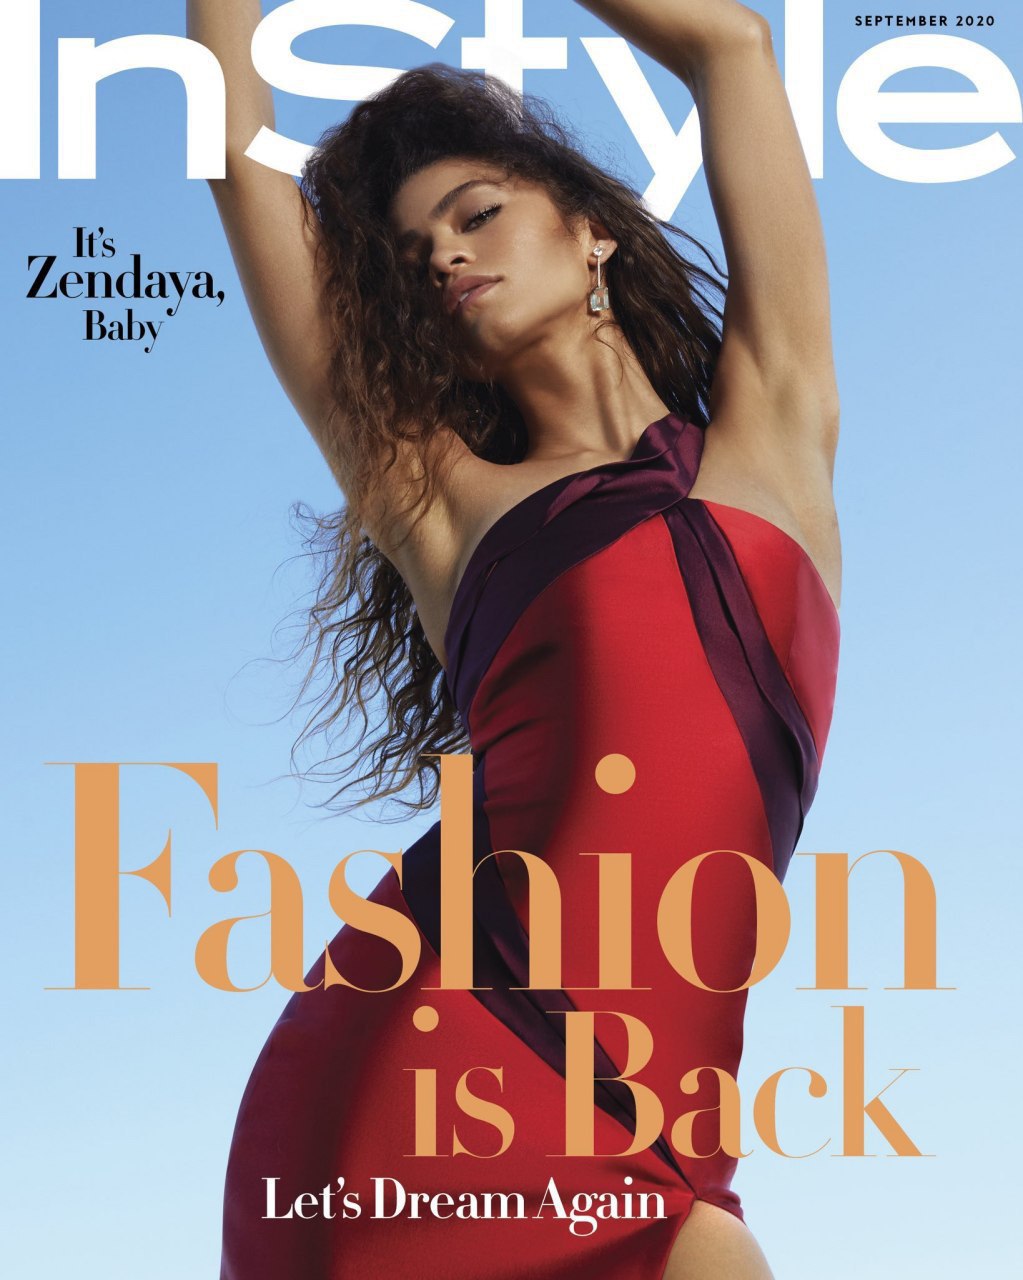 SEPTEMBER 2020
InStyle
It's
Zendaya,
Baby
Fashion
is Back
Let's Dream Again